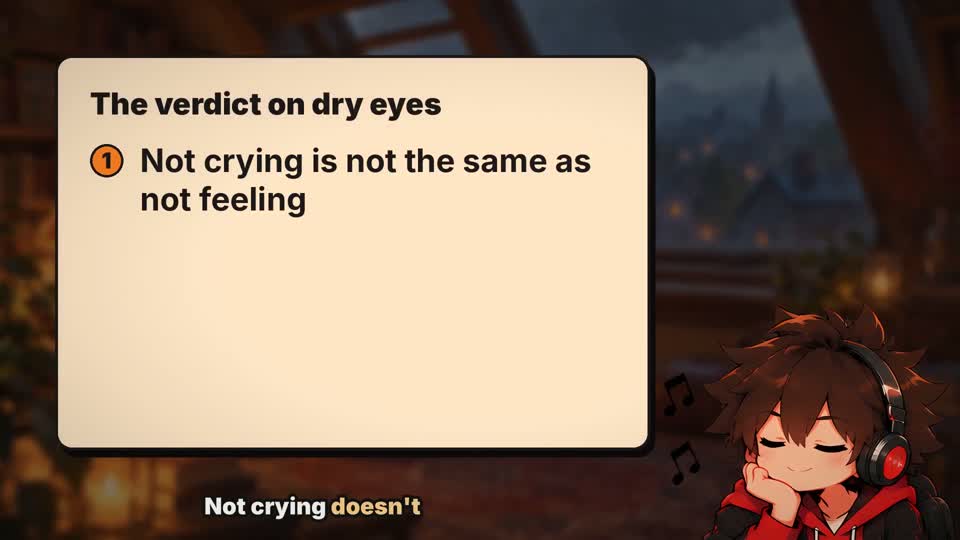 The verdict on dry eyes
1 Not crying is not the same as
not feeling
Not crying doesn't